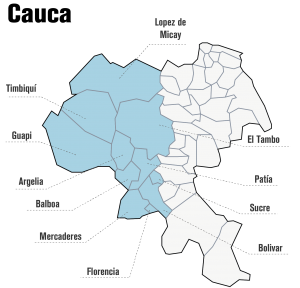 Cauca
Lopez de
Micay
Timbiquí
Guapi
El Tambo
Argelia
Patía
Balboa
Sucre
Mercaderes
Bolivar
Florencia